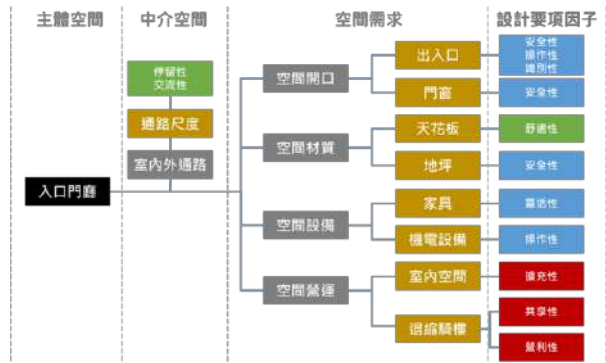 主體空間
中介空間
空間需求
設計要項因子
停留性
交流性
通路尺度
室內外通路
入口門廳
空間開口
出入口
安全性
操作性
識別性
門窗
安全性
空間材質
天花板
舒適性
地坪
安全性
空間設備
家具
靈活性
機電設備
操作性
空間營運
室內空間
擴充性
退縮騎樓
共享性
營利性